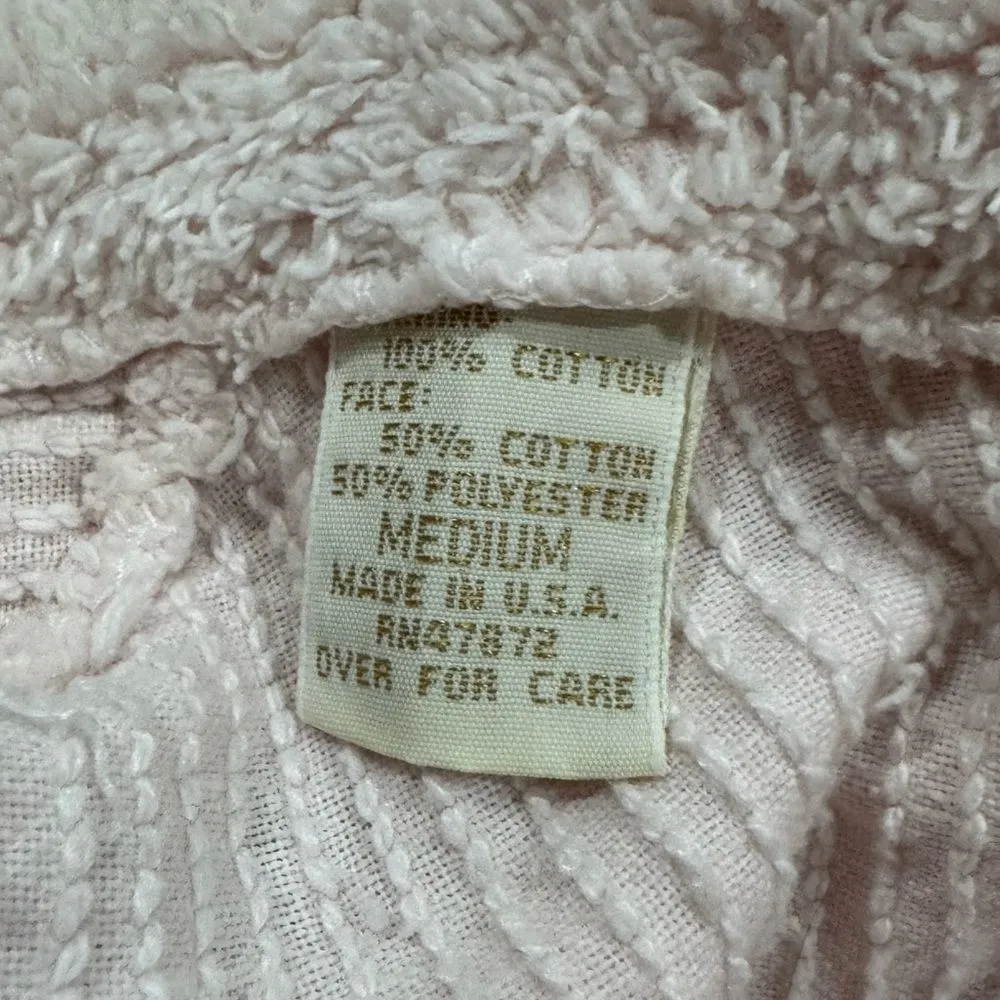 100% COTTON
FACE:
50% COTTON
50% POLYESTER
MEDIUM
MADE IN U.S.A.
RN47872
OVER FOR CARE